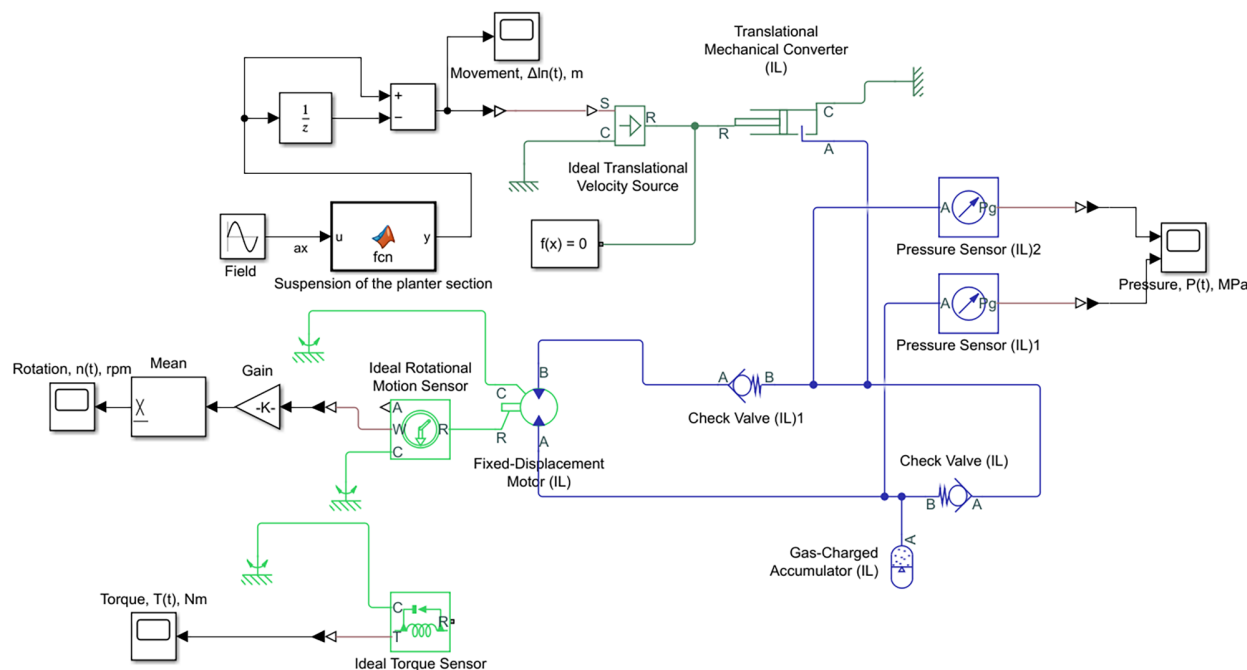 Translational
Mechanical Converter
(IL)
Movement, Δln(t), m
+
−
1
z
S
R
C
R
C
A
Ideal Translational
Velocity Source
f(x) = 0
Field
ax
u
fcn
y
Suspension of the planter section
A
Pg
Pressure Sensor (IL)2
A
Pg
Pressure Sensor (IL)1
Pressure, P(t), MPa
Rotation, n(t), rpm
Mean
X
Gain
-K-
Ideal Rotational
Motion Sensor
A
W
C
R
B
C
R
A
Fixed-Displacement
Motor (IL)
A
B
Check Valve (IL)1
Check Valve (IL)
B
A
A
Gas-Charged
Accumulator (IL)
Torque, T(t), Nm
C
T
R
Ideal Torque Sensor